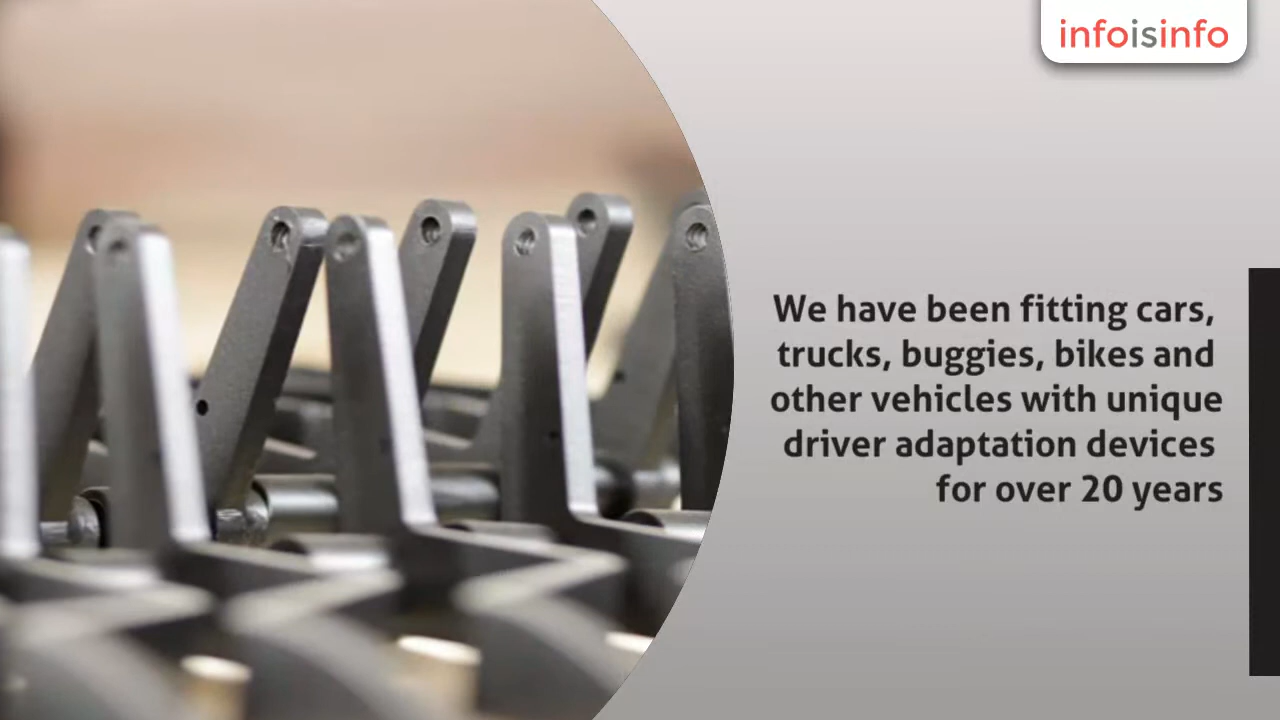 infoisinfo
We have been fitting cars,
trucks, buggies, bikes and
other vehicles with unique
driver adaptation devices
for over 20 years